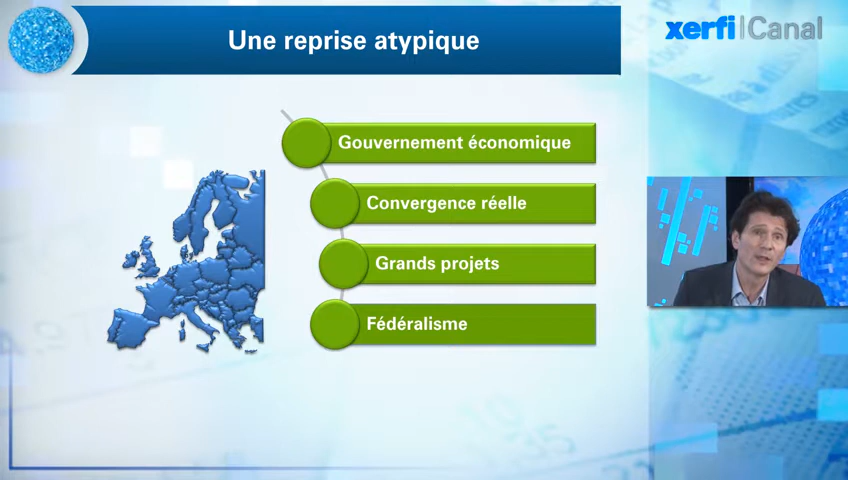 Une reprise atypique
xerfi|Canal
Gouvernement économique
Convergence réelle
Grands projets
Fédéralisme